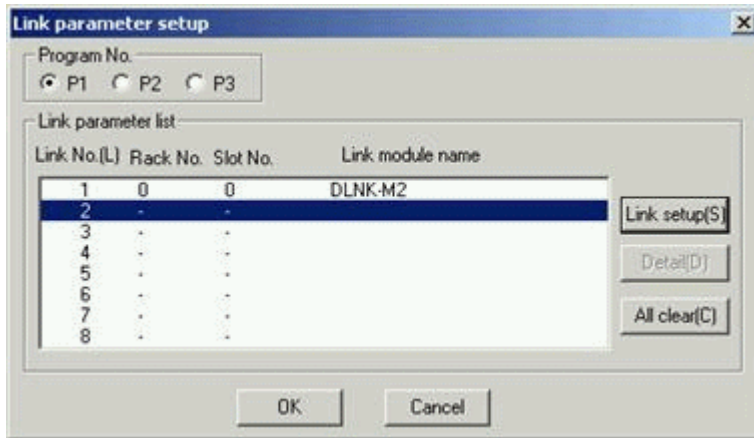 Link parameter setup
Program No.
P1 P2 P3
Link parameter list
Link No.(L) Rack No. Slot No. Link module name
1 0 0 DLNK-M2
2 - -
3 - -
4 - -
5 - -
6 - -
7 - -
8 - -
Link setup(S)
Detail(D)
All clear(C)
OK Cancel